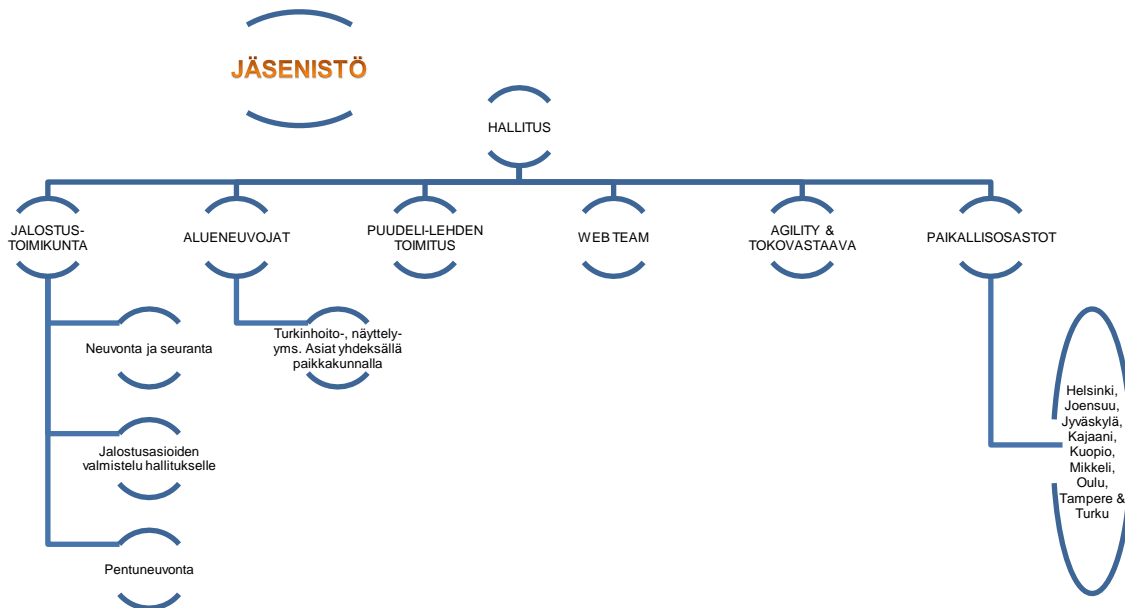 JÄSENISTÖ
HALLITUS
JALOSTUS-
TOIMIKUNTA
ALUENEUVOJAT
PUUDELI-LEHDEN
TOIMITUS
WEB TEAM
AGILITY &
TOKOVASTAAVA
PAIKALLISOSASTOT
Neuvonta ja seuranta
Turkinhoito-, näyttely-
yms. Asiat yhdeksällä
paikkakunnalla
Jalostusasioiden
valmistelu hallitukselle
Pentuneuvonta
Helsinki,
Joensuu,
Jyväskylä,
Kajaani,
Kuopio,
Mikkeli,
Oulu,
Tampere &
Turku